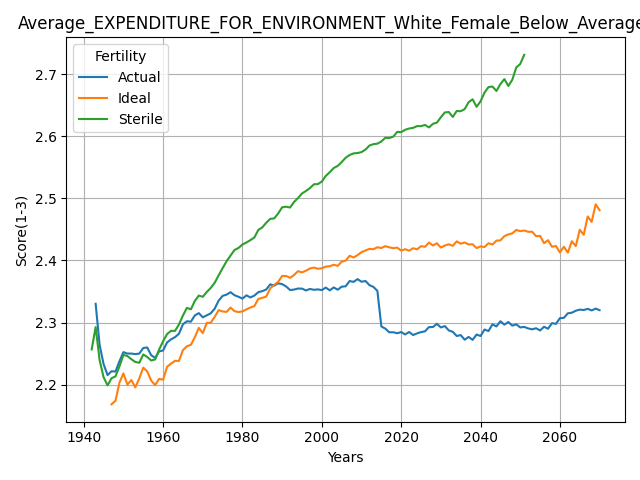 Average_EXPENDITURE_FOR_ENVIRONMENT_White_Female_Below_Average
Fertility
Actual
Ideal
Sterile
2.7
2.6
2.5
2.4
2.3
2.2
Score(1-3)
1940 1960 1980 2000 2020 2040 2060
Years